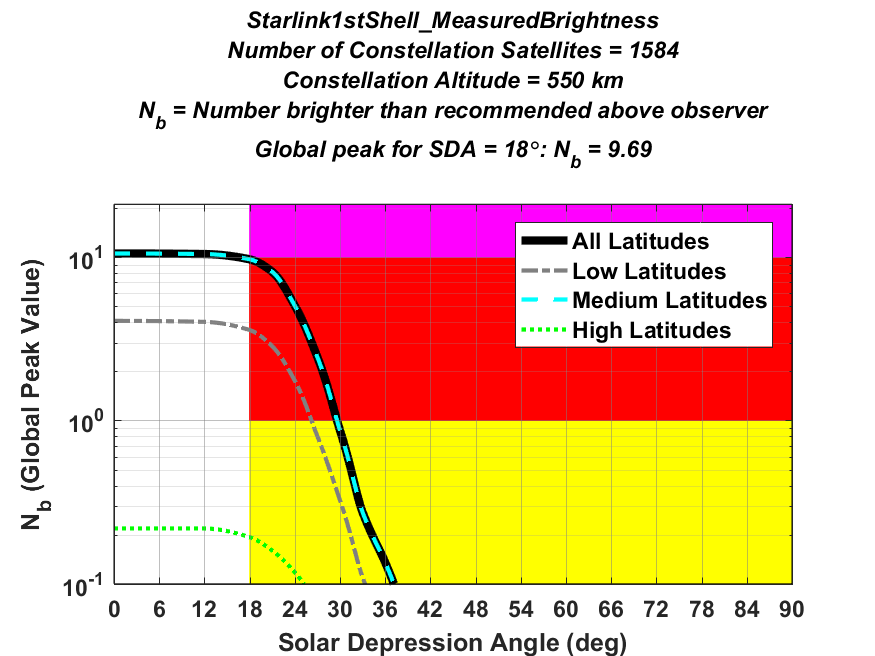 Starlink1stShell_MeasuredBrightness
Number of Constellation Satellites = 1584
Constellation Altitude = 550 km
N_b = Number brighter than recommended above observer
Global peak for SDA = 18°: N_b = 9.69
All Latitudes
Low Latitudes
Medium Latitudes
High Latitudes
N_b (Global Peak Value)
10^1
10^0
10^-1
0 6 12 18 24 30 36 42 48 54 60 66 72 78 84 90
Solar Depression Angle (deg)